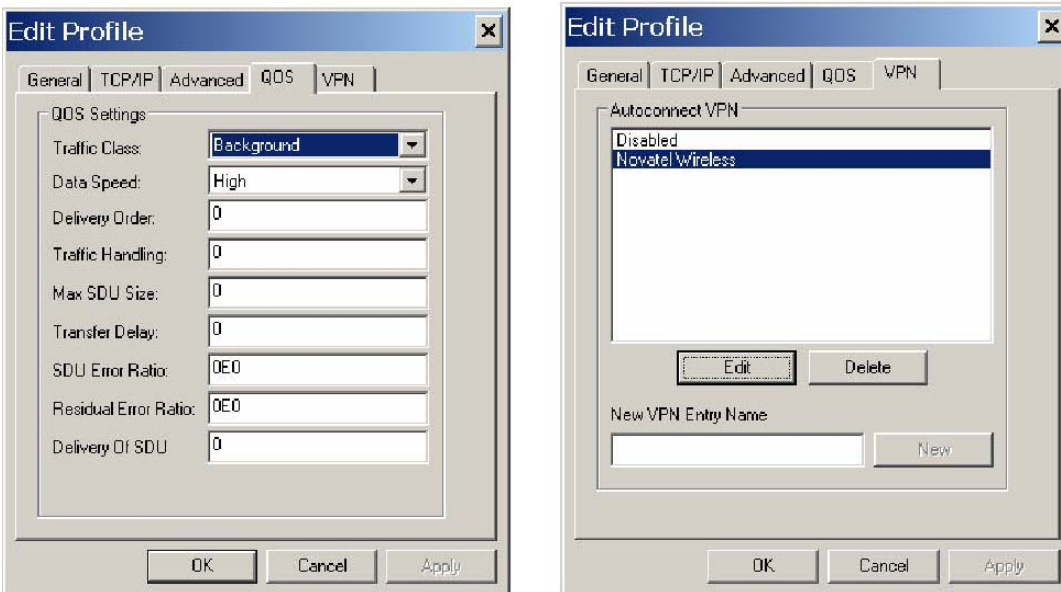 Edit Profile
General TCP/IP Advanced QOS VPN
QOS Settings
Traffic Class: Background
Data Speed: High
Delivery Order: 0
Traffic Handling: 0
Max SDU Size: 0
Transfer Delay: 0
SDU Error Ratio: 0E0
Residual Error Ratio: 0E0
Delivery Of SDU 0
OK Cancel Apply
Edit Profile
General TCP/IP Advanced QOS VPN
Autoconnect VPN
Disabled
Novatel Wireless
Edit Delete
New VPN Entry Name
New
OK Cancel Apply